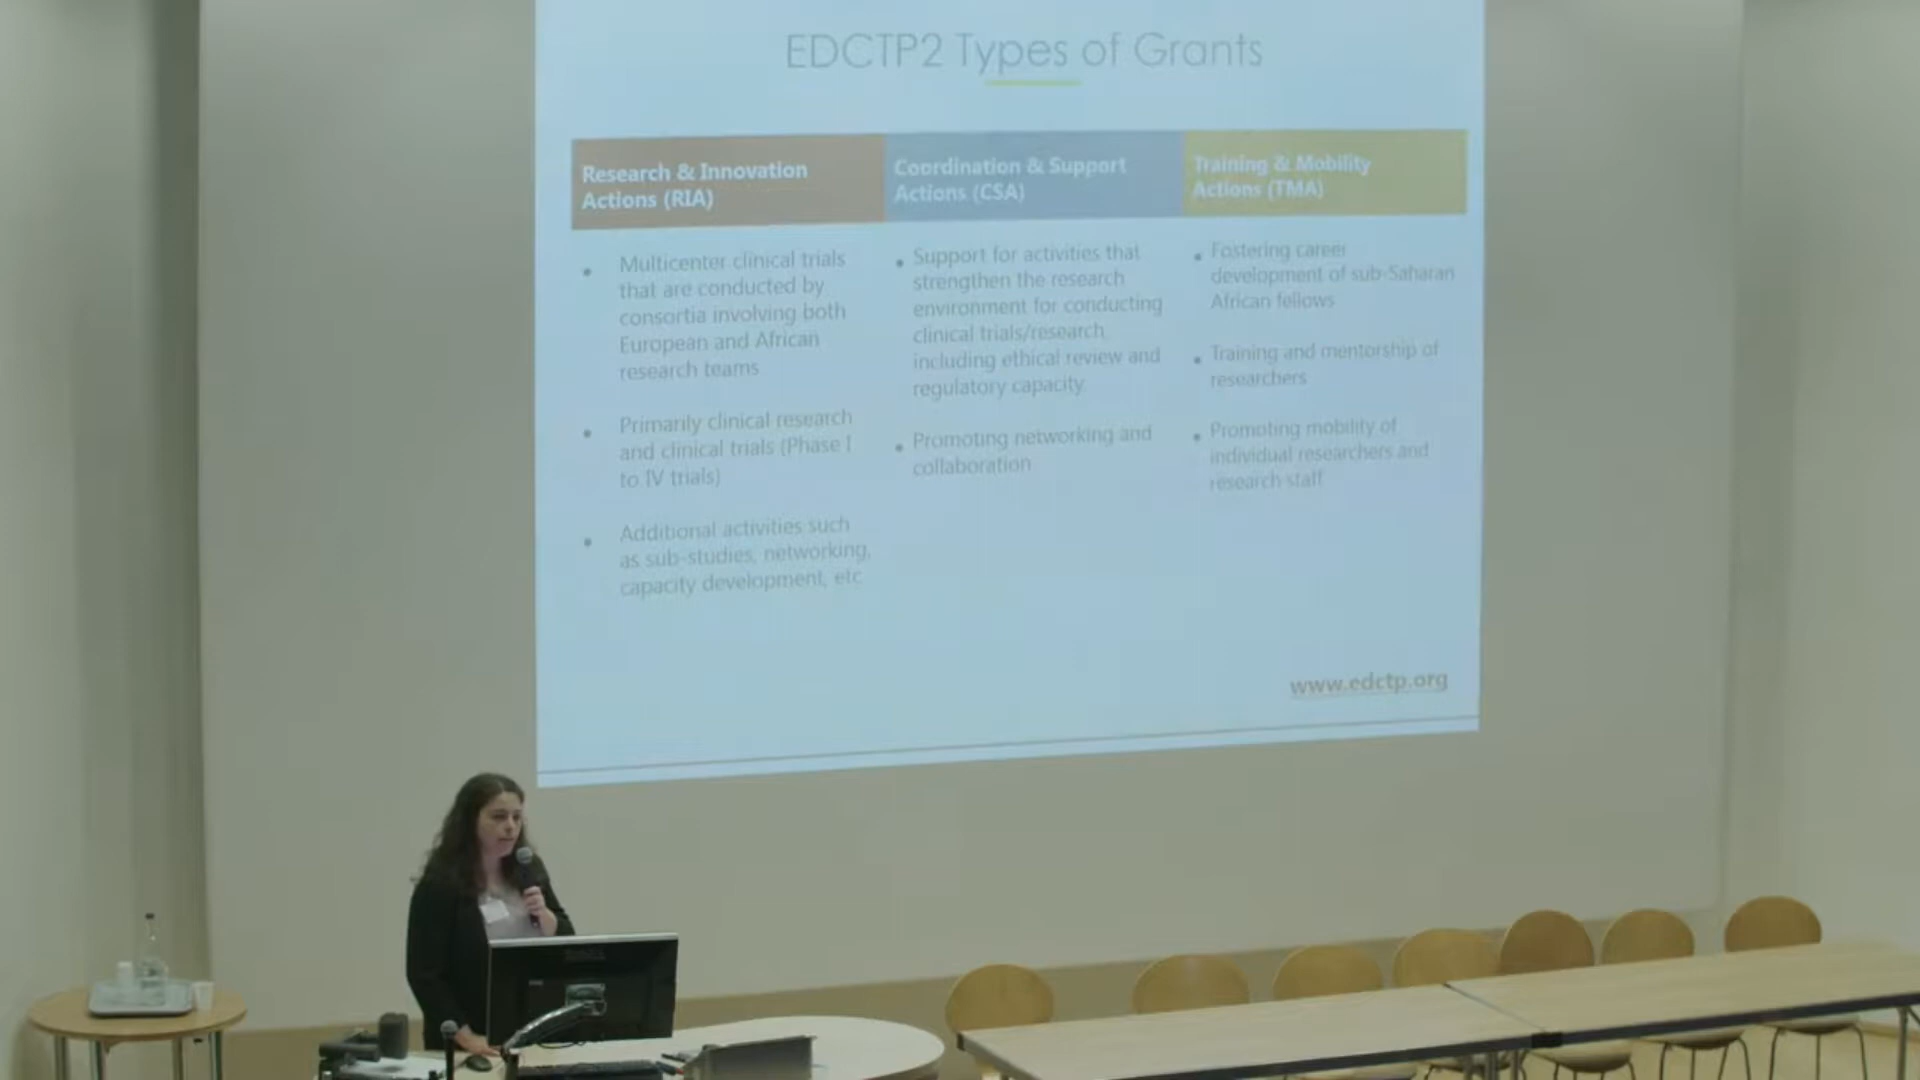 EDCTP2 Types of Grants
Research & Innovation
Actions (RIA)
Multicenter clinical trials
that are conducted by
consortia involving both
European and African
research teams
Primarily clinical research
and clinical trials (Phase I
to IV trials)
Additional activities such
as sub-studies, networking,
capacity development, etc
Coordination & Support
Actions (CSA)
Support for activities that
strengthen the research
environment for conducting
clinical trials/research,
including ethical review and
regulatory capacity
Promoting networking and
collaboration
Training & Mobility
Actions (TMA)
Fostering career
development of sub-Saharan
African fellows
Training and mentorship of
researchers
Promoting mobility of
individual researchers and
research staff
www.edctp.org